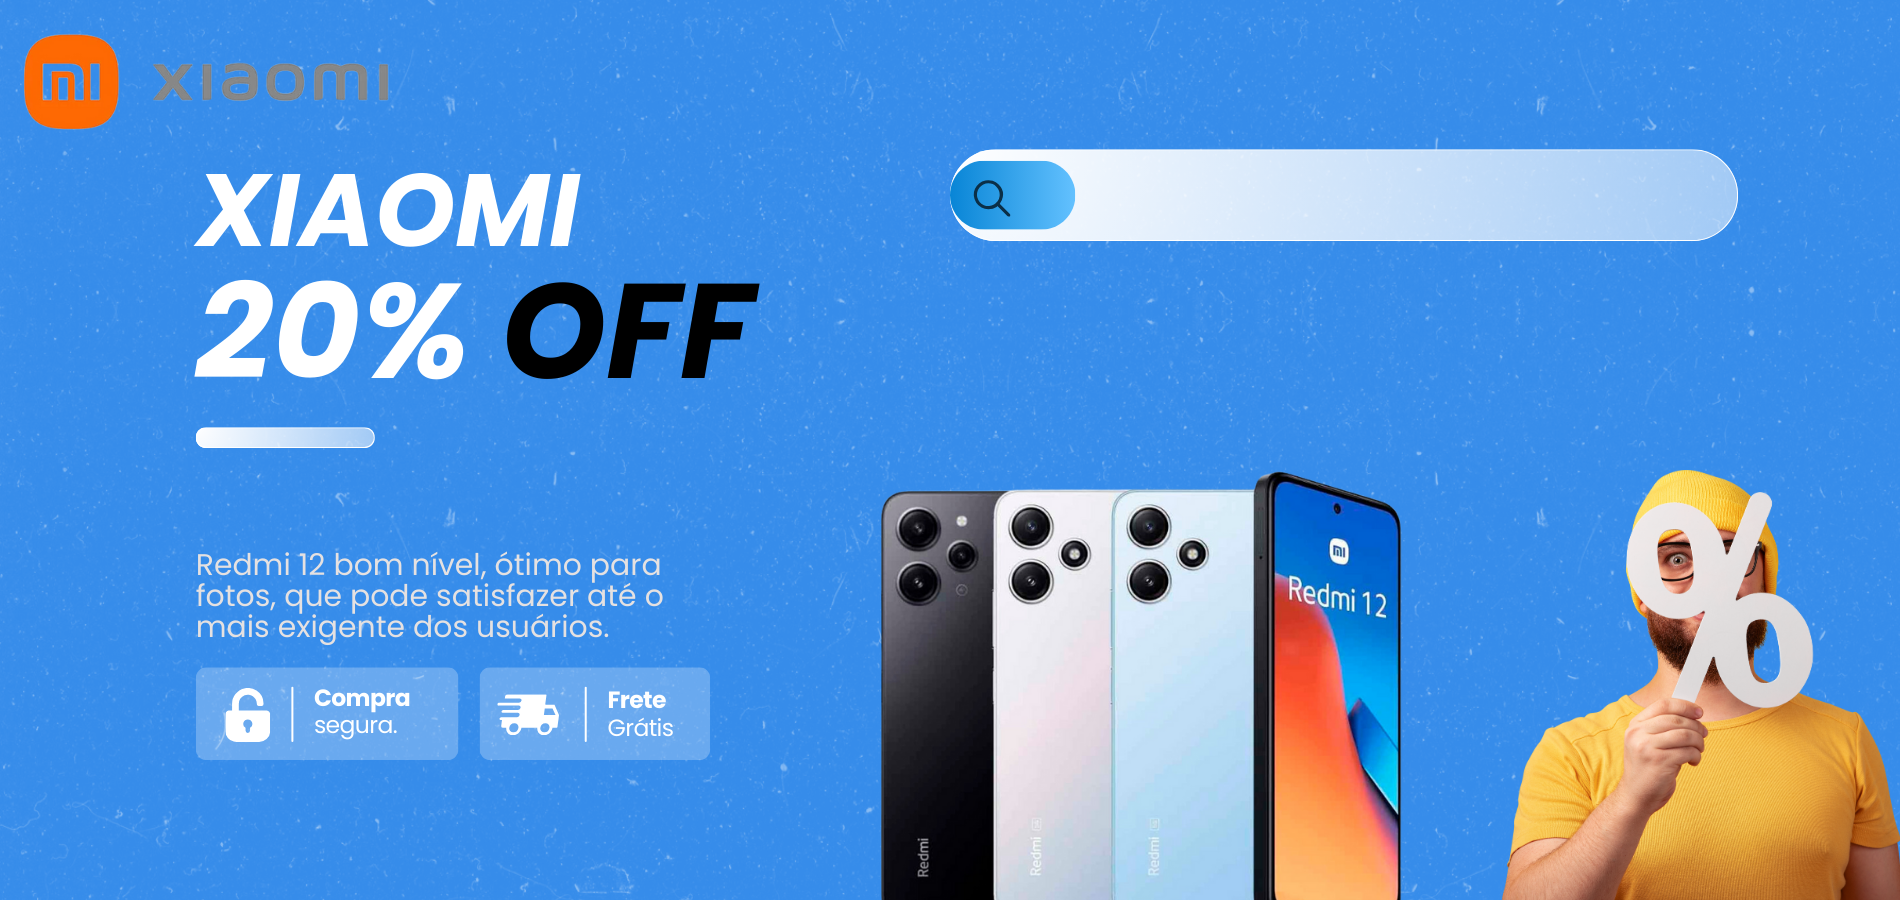 xiaomi
XIAOMI
20% OFF
Redmi 12 bom nível, ótimo para
fotos, que pode satisfazer até o
mais exigente dos usuários.
Compra
segura.
Frete
Grátis
Redmi
Redmi
Redmi
Redmi 12
%